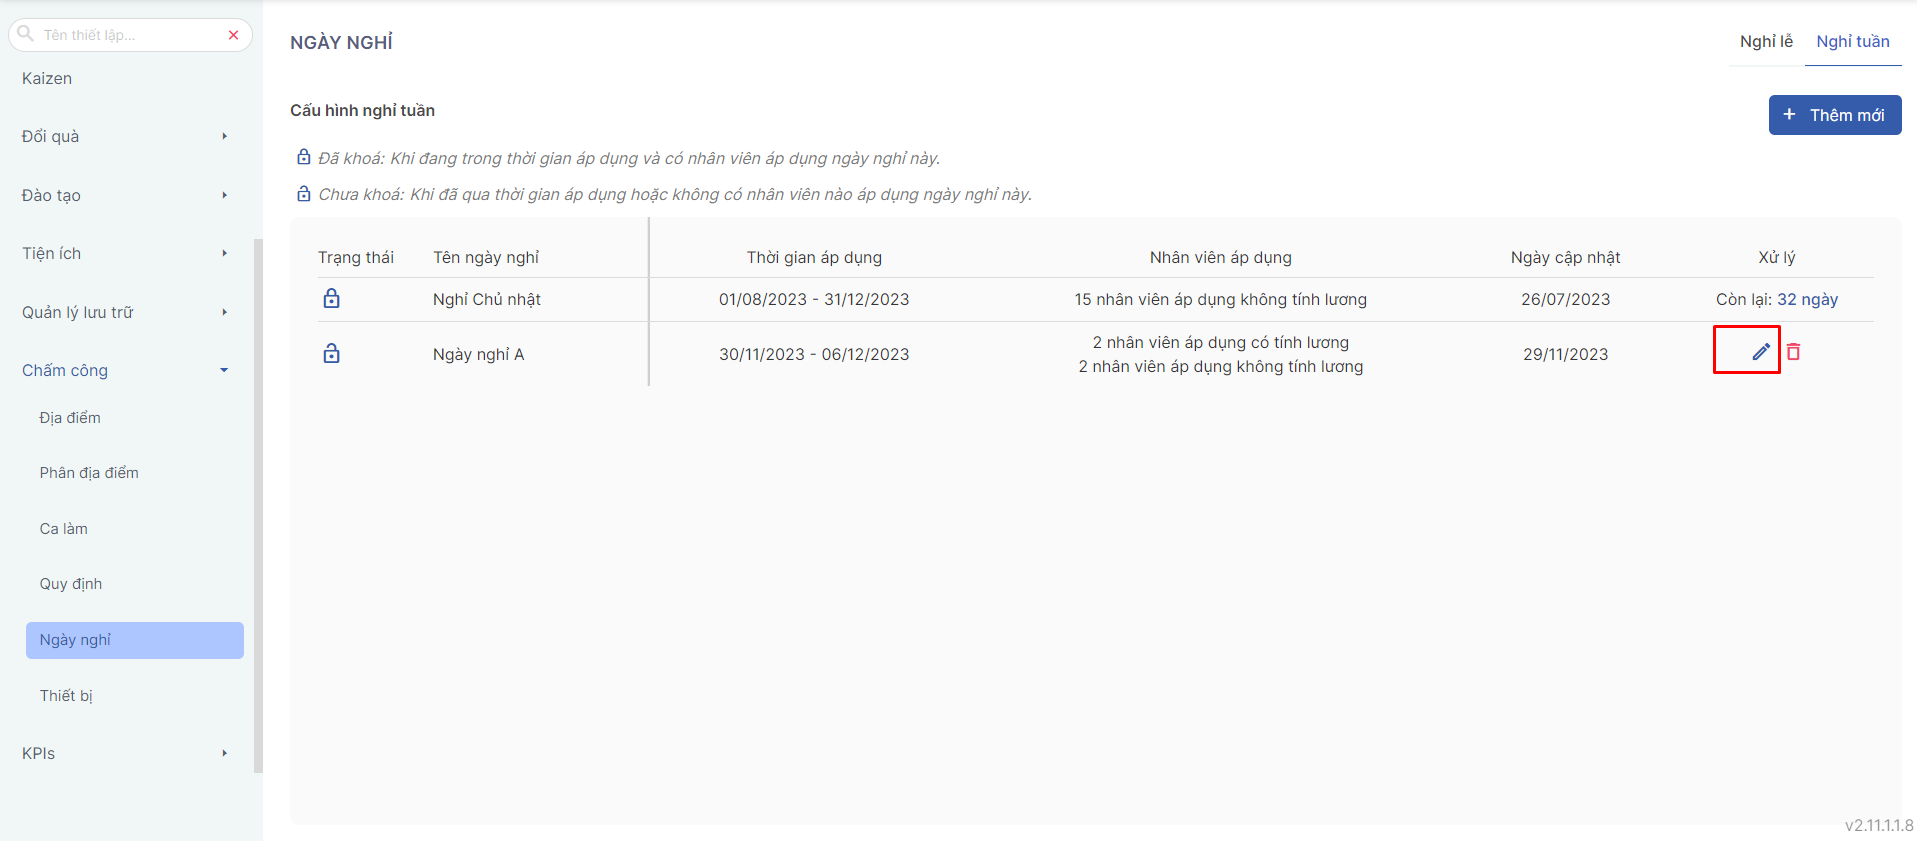 Tên thiết lập...
Kaizen
Đổi quà
Đào tạo
Tiện ích
Quản lý lưu trữ
Chấm công
Địa điểm
Phân địa điểm
Ca làm
Quy định
Ngày nghỉ
Thiết bị
KPIs
NGÀY NGHỈ
Nghỉ lễ Nghỉ tuần
Cấu hình nghỉ tuần
+ Thêm mới
Đã khoá: Khi đang trong thời gian áp dụng và có nhân viên áp dụng ngày nghỉ này.
Chưa khoá: Khi đã qua thời gian áp dụng hoặc không có nhân viên nào áp dụng ngày nghỉ này.
Trạng thái Tên ngày nghỉ Thời gian áp dụng Nhân viên áp dụng Ngày cập nhật Xử lý
Nghỉ Chủ nhật 01/08/2023 - 31/12/2023 15 nhân viên áp dụng không tính lương 26/07/2023 Còn lại: 32 ngày
Ngày nghỉ A 30/11/2023 - 06/12/2023 2 nhân viên áp dụng có tính lương 29/11/2023
2 nhân viên áp dụng không tính lương
v2.11.1.1.8